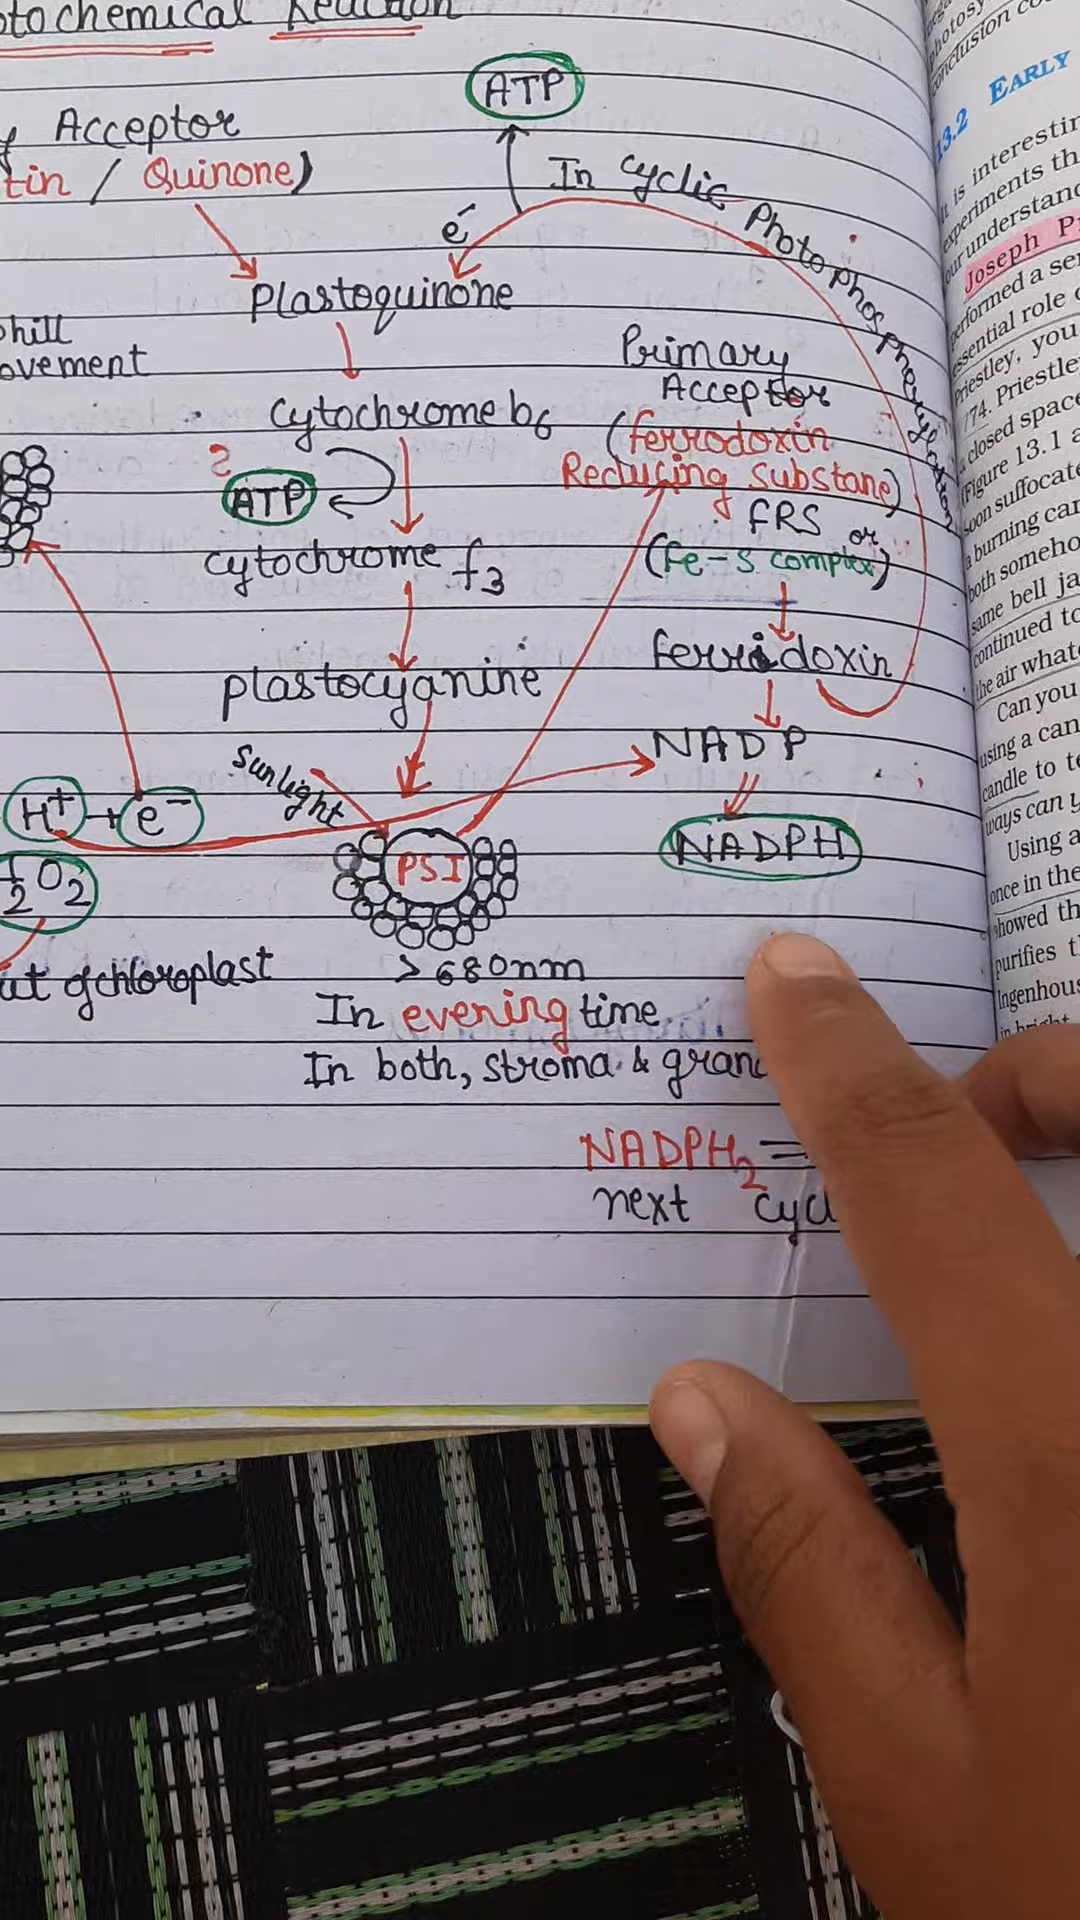 Reaction
ATP
Acceptor
tin / Quinone)
In cyclic Photophosphorylation
e⁻
Plastoquinone
hill
ovement
Primary
Acceptor
(ferrodoxin
Reducing Substane)
FRS or
(Fe-S complex)
cytochrome b6
ATP
cytochrome f3
ferridoxin
plastocyanine
NADP
Sunlight
H+ + e⁻
NADPH
PSI
½O2
ut of chloroplast
>680nm
In evening time
In both, stroma & gran
NADPH2 =
next cycl
13.2 EARLY
is interestin
experiments th
our understand
Joseph P
performed a se
essential role
Priestley, you
74. Priestle
closed space
(Figure 13.1 a
soon suffocate
a burning can
both someho
same bell ja
continued to
the air whate
Can you
using a can
candle to te
ways can y
Using a
once in the
showed th
purifies t
Ingenhous